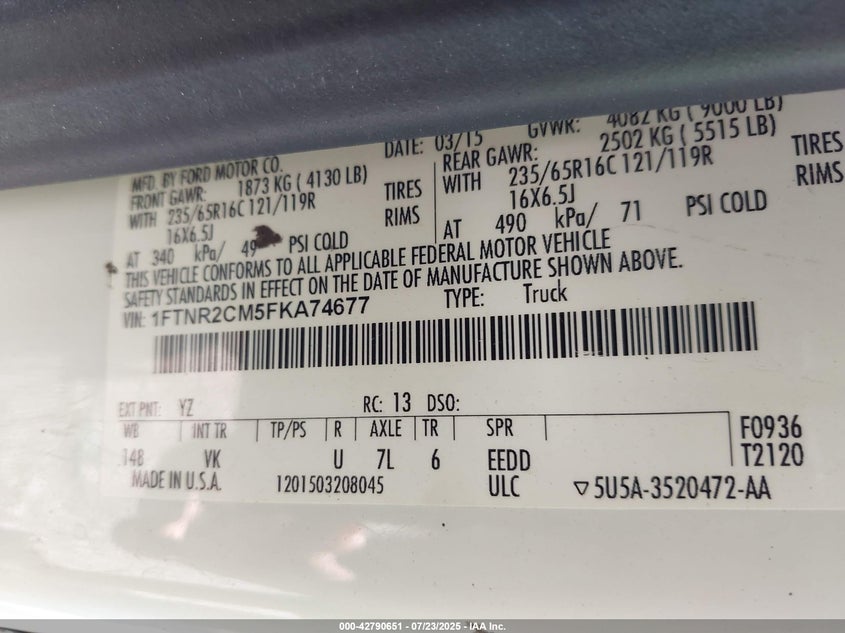 MFD. BY FORD MOTOR CO. DATE: 03/15 GVWR: 4082 KG ( 9000 LB)
FRONT GAWR: 1873 KG ( 4130 LB) REAR GAWR: 2502 KG ( 5515 LB)
WITH 235/65R16C 121/119R TIRES WITH 235/65R16C 121/119R TIRES
16X6.5J RIMS 16X6.5J RIMS
AT 340 kPa/ 49 PSI COLD AT 490 kPa/ 71 PSI COLD
THIS VEHICLE CONFORMS TO ALL APPLICABLE FEDERAL MOTOR VEHICLE
SAFETY STANDARDS IN EFFECT ON THE DATE OF MANUFACTURE SHOWN ABOVE.
VIN: 1FTNR2CM5FKA74677 TYPE: Truck
EXT PNT: YZ RC: 13 DSO:
WB INT TR TP/PS R AXLE TR SPR F0936
148 VK U 7L 6 EEDD T2120
MADE IN U.S.A. 1201503208045 ULC ▽5U5A-3520472-AA
000-42790651 - 07/23/2025 - IAA Inc.